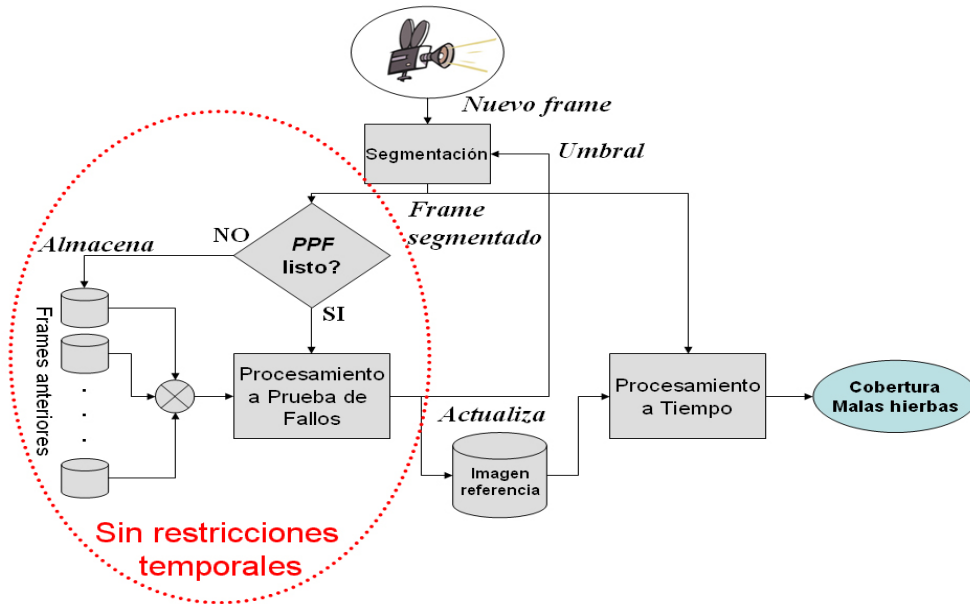 Nuevo frame
Segmentación
Umbral
Frame
segmentado
Almacena
NO
PPF
listo?
SI
Frames anteriores
Procesamiento
a Prueba de
Fallos
Procesamiento
a Tiempo
Cobertura
Malas hierbas
Actualiza
Imagen
referencia
Sin restricciones
temporales